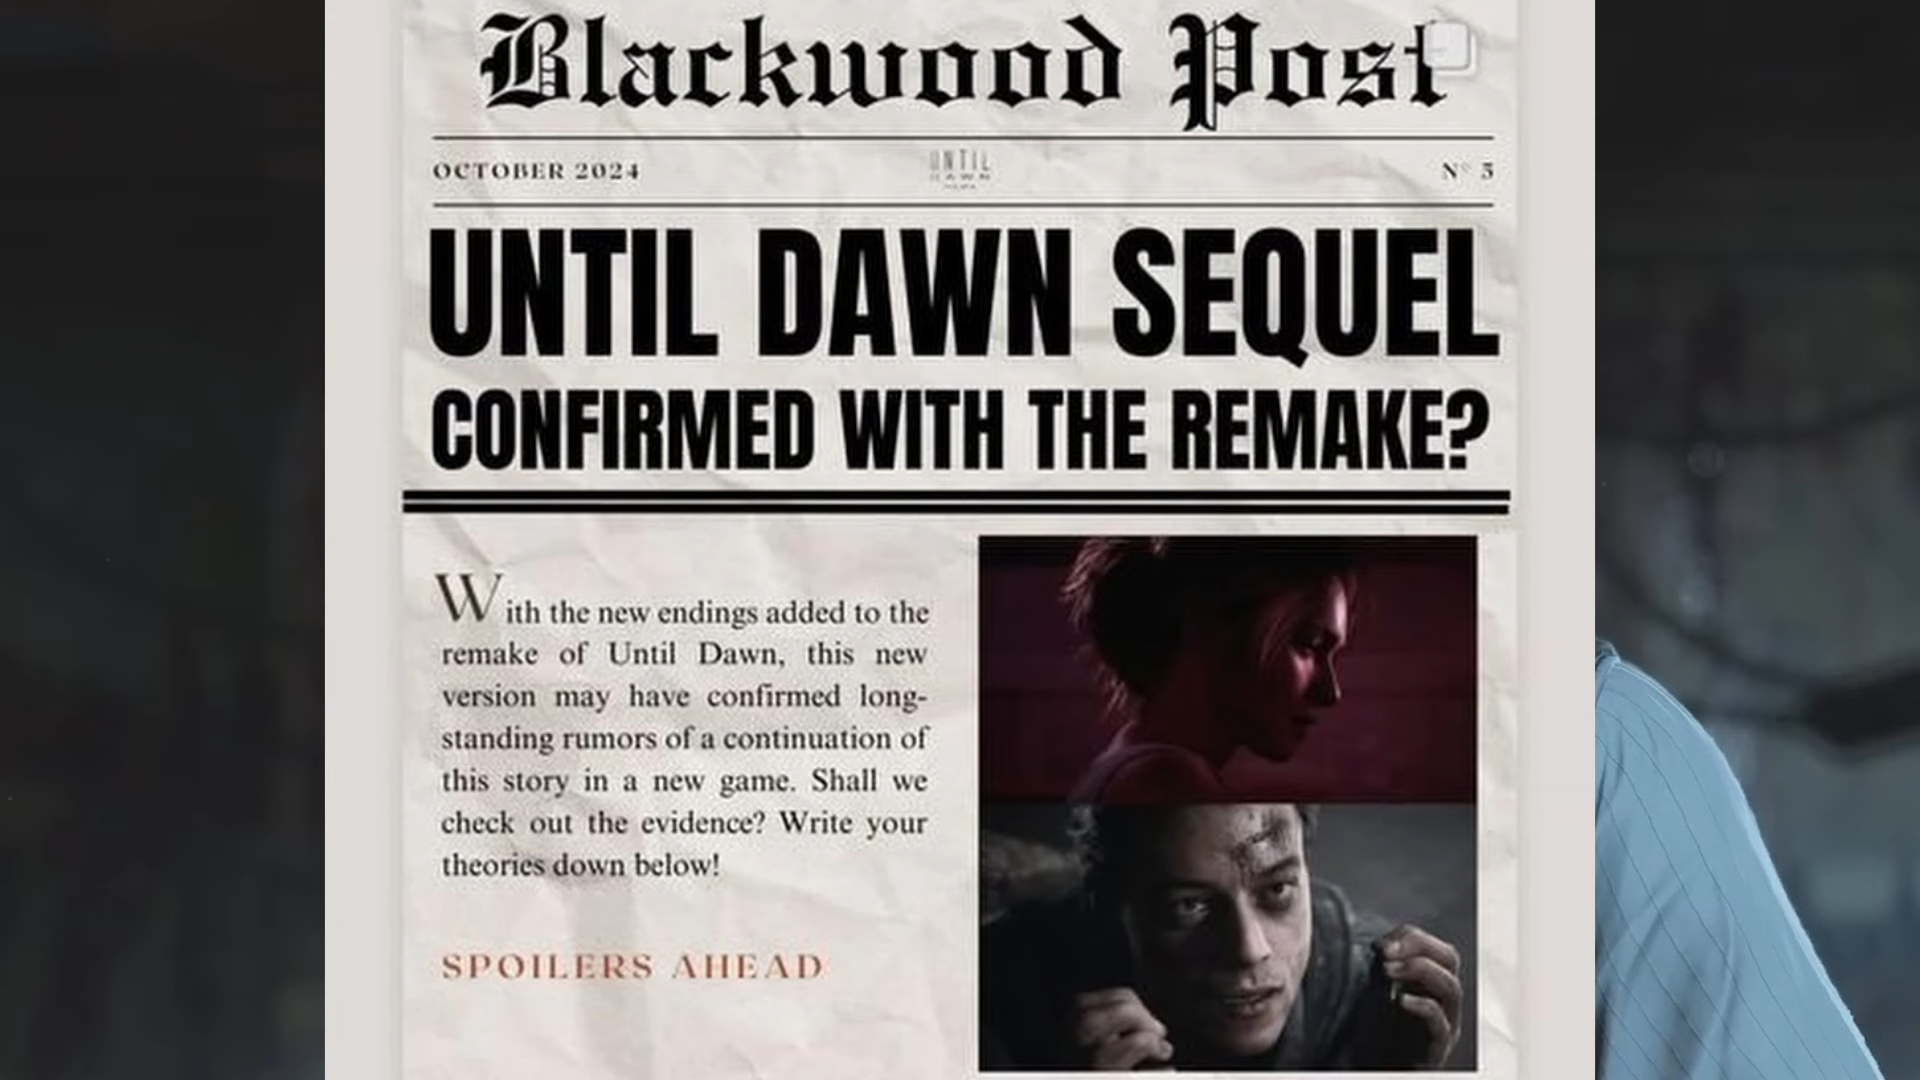 Blackwood Post
OCTOBER 2024
UNTIL
DAWN
Nº 5
UNTIL DAWN SEQUEL
CONFIRMED WITH THE REMAKE?
With the new endings added to the
remake of Until Dawn, this new
version may have confirmed long-
standing rumors of a continuation of
this story in a new game. Shall we
check out the evidence? Write your
theories down below!
SPOILERS AHEAD